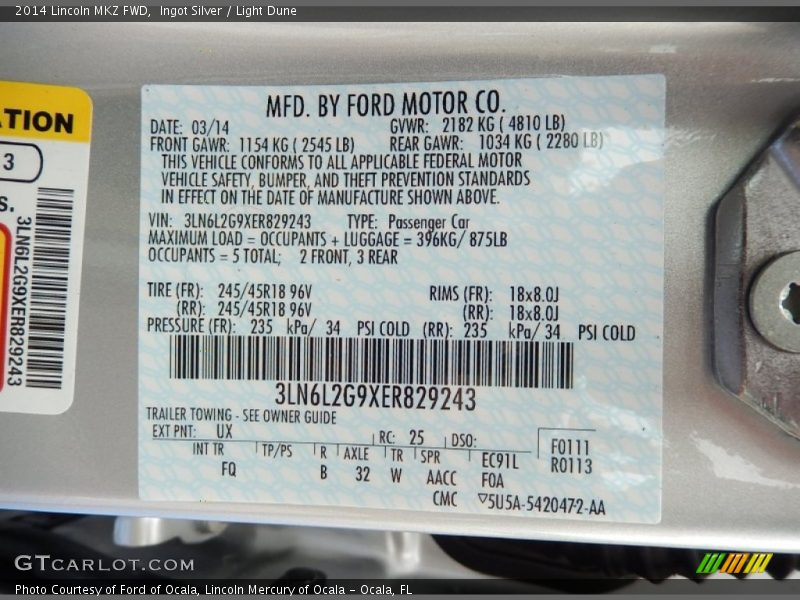 2014 Lincoln MKZ FWD,  Ingot Silver / Light Dune
ATION
3
S.
3LN6L2G9XER829243
MFD. BY FORD MOTOR CO.
DATE: 03/14 GVWR: 2182 KG ( 4810 LB)
FRONT GAWR: 1154 KG ( 2545 LB) REAR GAWR: 1034 KG ( 2280 LB)
THIS VEHICLE CONFORMS TO ALL APPLICABLE FEDERAL MOTOR
VEHICLE SAFETY, BUMPER, AND THEFT PREVENTION STANDARDS
IN EFFECT ON THE DATE OF MANUFACTURE SHOWN ABOVE.
VIN: 3LN6L2G9XER829243 TYPE: Passenger Car
MAXIMUM LOAD = OCCUPANTS + LUGGAGE = 396KG/ 875LB
OCCUPANTS = 5 TOTAL; 2 FRONT, 3 REAR
TIRE (FR): 245/45R18 96V RIMS (FR): 18x8.0J
(RR): 245/45R18 96V (RR): 18x8.0J
PRESSURE (FR): 235 kPa/ 34 PSI COLD (RR): 235 kPa/ 34 PSI COLD
3LN6L2G9XER829243
TRAILER TOWING - SEE OWNER GUIDE
EXT PNT: UX RC: 25 DSO: F0111
INT TR TP/PS R AXLE TR SPR EC91L R0113
FQ B 32 W AACC FOA
CMC ▽5U5A-5420472-AA
GTCARLOT.COM
Photo Courtesy of Ford of Ocala, Lincoln Mercury of Ocala – Ocala, FL